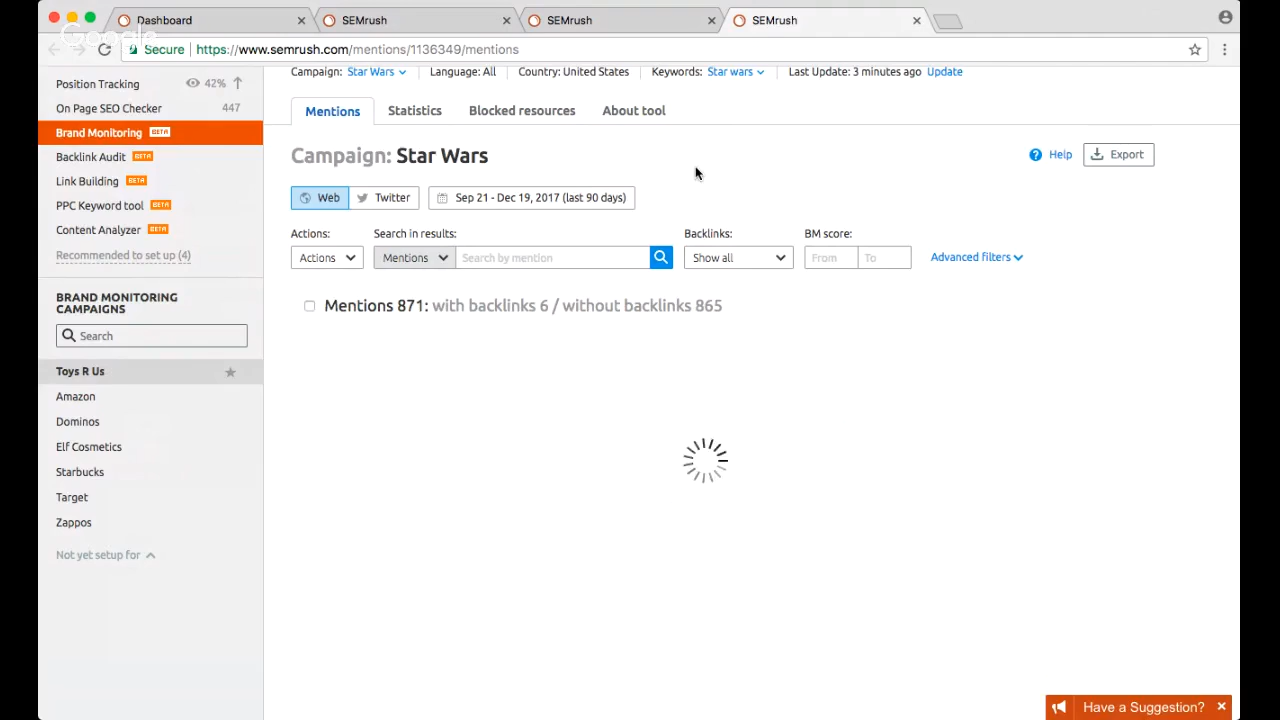 Dashboard × SEMrush × SEMrush × SEMrush ×
Google
Secure https://www.semrush.com/mentions/1136349/mentions
Position Tracking 42%
On Page SEO Checker 447
Brand Monitoring BETA
Backlink Audit BETA
Link Building BETA
PPC Keyword tool BETA
Content Analyzer BETA
Recommended to set up (4)
BRAND MONITORING
CAMPAIGNS
Search
Toys R Us
Amazon
Dominos
Elf Cosmetics
Starbucks
Target
Zappos
Not yet setup for
Campaign: Star Wars Language: All Country: United States Keywords: Star wars Last Update: 3 minutes ago Update
Mentions Statistics Blocked resources About tool
Campaign: Star Wars
? Help Export
Web Twitter Sep 21 - Dec 19, 2017 (last 90 days)
Actions: Search in results: Backlinks: BM score:
Actions Mentions Search by mention Show all From To Advanced filters
Mentions 871: with backlinks 6 / without backlinks 865
Have a Suggestion? ×